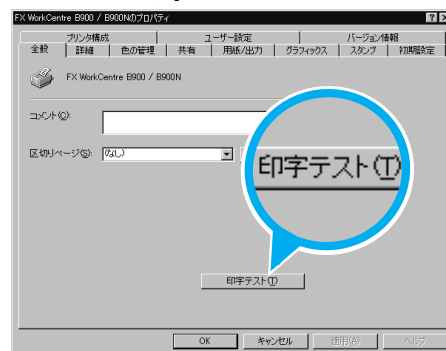 FX WorkCentre B900 / B900Nのプロパティ
プリンタ構成 ユーザー設定 バージョン情報
全般 詳細 色の管理 共有 用紙/出力 グラフィックス スタンプ 初期設定
FX WorkCentre B900 / B900N
コメント(C):
区切りページ(S): (なし)
印字テスト(T)
印字テスト(T)
OK キャンセル 適用(A) ヘルプ